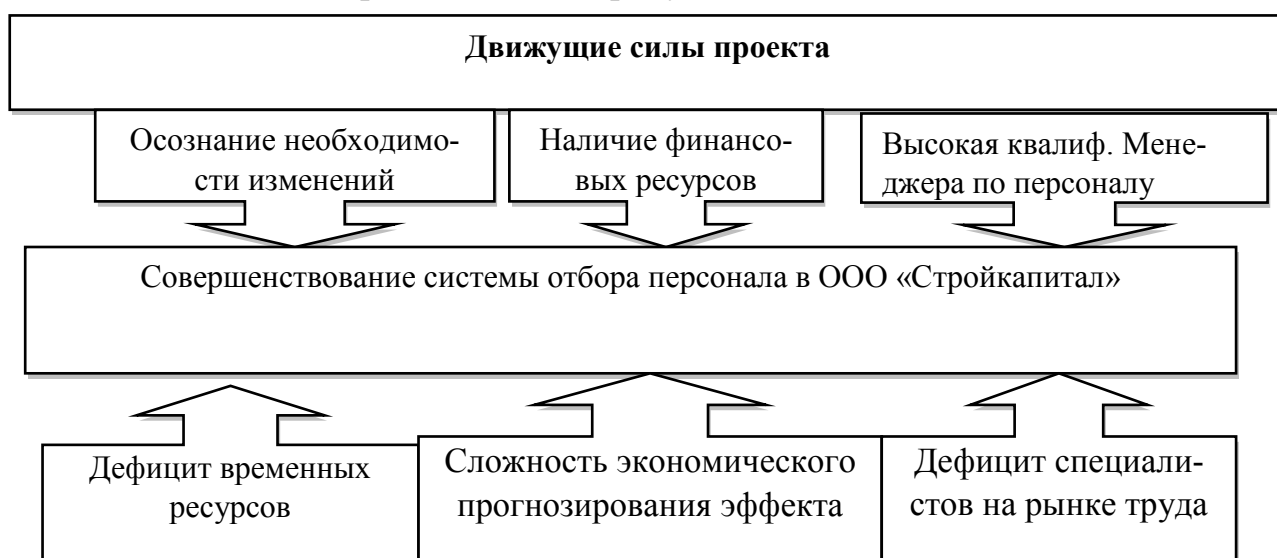 Движущие силы проекта
Осознание необходимо-
сти изменений
Наличие финансо-
вых ресурсов
Высокая квалиф. Мене-
джера по персоналу
Совершенствование системы отбора персонала в ООО «Стройкапитал»
Дефицит временных
ресурсов
Сложность экономического
прогнозирования эффекта
Дефицит специали-
стов на рынке труда